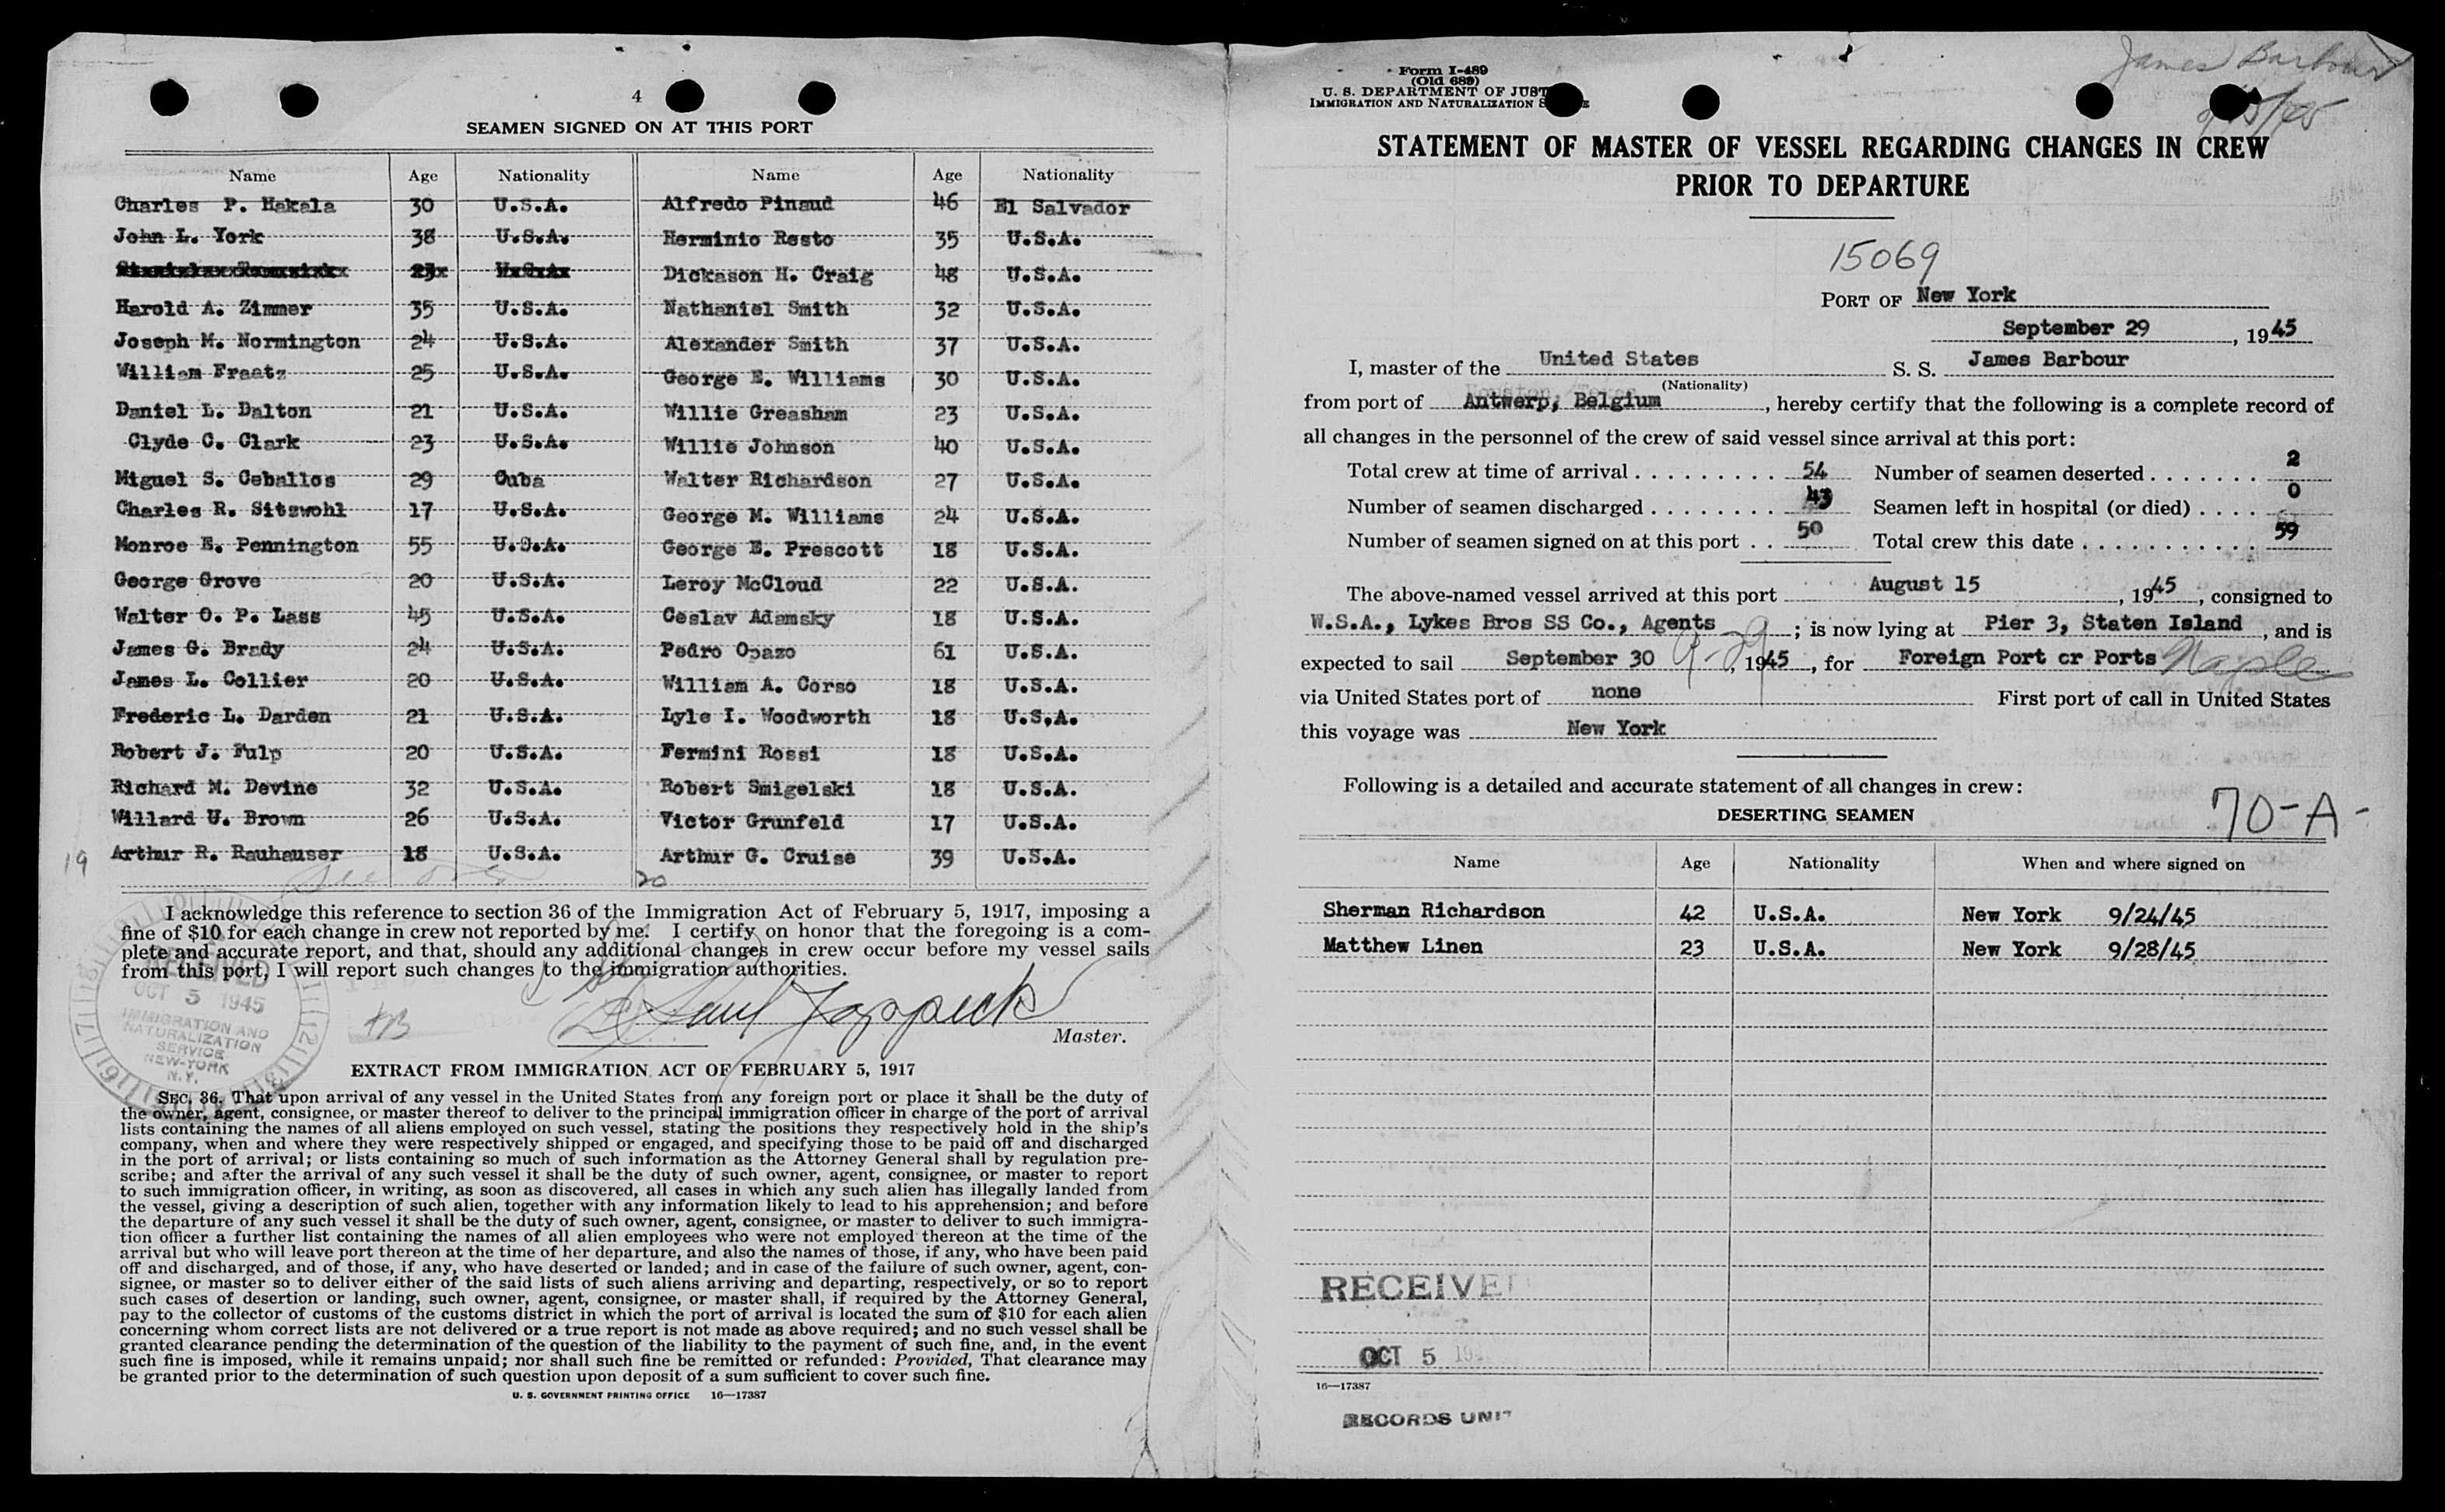 4
SEAMEN SIGNED ON AT THIS PORT
Name Age Nationality Name Age Nationality
Charles P. Hakala 30 U.S.A. Alfredo Pinaud 46 El Salvador
John L. York 38 U.S.A. Herminio Resto 35 U.S.A.
Dickason H. Craig 48 U.S.A.
Harold A. Zimmer 35 U.S.A. Nathaniel Smith 32 U.S.A.
Joseph M. Normington 24 U.S.A. Alexander Smith 37 U.S.A.
William Fraatz 25 U.S.A. George E. Williams 30 U.S.A.
Daniel L. Dalton 21 U.S.A. Willie Greasham 23 U.S.A.
Clyde C. Clark 23 U.S.A. Willie Johnson 40 U.S.A.
Miguel S. Ceballos 29 Cuba Walter Richardson 27 U.S.A.
Charles R. Sitzwohl 17 U.S.A. George M. Williams 24 U.S.A.
Monroe E. Pennington 55 U.S.A. George E. Prescott 18 U.S.A.
George Grove 20 U.S.A. Leroy McCloud 22 U.S.A.
Walter O. P. Lass 45 U.S.A. Ceslav Adamsky 18 U.S.A.
James G. Brady 24 U.S.A. Pedro Opazo 61 U.S.A.
James L. Collier 20 U.S.A. William A. Corso 18 U.S.A.
Frederic L. Darden 21 U.S.A. Lyle I. Woodworth 18 U.S.A.
Robert J. Fulp 20 U.S.A. Fermini Rossi 18 U.S.A.
Richard M. Devine 32 U.S.A. Robert Smigelski 18 U.S.A.
Willard U. Brown 26 U.S.A. Victor Grunfeld 17 U.S.A.
19 Arthur R. Rauhauser 18 U.S.A. Arthur G. Cruise 39 U.S.A.
See 20
I acknowledge this reference to section 36 of the Immigration Act of February 5, 1917, imposing a
fine of $10 for each change in crew not reported by me. I certify on honor that the foregoing is a com-
plete and accurate report, and that, should any additional changes in crew occur before my vessel sails
from this port, I will report such changes to the immigration authorities.
RECEIVED
OCT 5 1945
IMMIGRATION AND
NATURALIZATION
SERVICE
NEW-YORK
N.Y.
Paul
Master.
EXTRACT FROM IMMIGRATION ACT OF FEBRUARY 5, 1917
SEC. 36. That upon arrival of any vessel in the United States from any foreign port or place it shall be the duty of
the owner, agent, consignee, or master thereof to deliver to the principal immigration officer in charge of the port of arrival
lists containing the names of all aliens employed on such vessel, stating the positions they respectively hold in the ship's
company, when and where they were respectively shipped or engaged, and specifying those to be paid off and discharged
in the port of arrival; or lists containing so much of such information as the Attorney General shall by regulation pre-
scribe; and after the arrival of any such vessel it shall be the duty of such owner, agent, consignee, or master to report
to such immigration officer, in writing, as soon as discovered, all cases in which any such alien has illegally landed from
the vessel, giving a description of such alien, together with any information likely to lead to his apprehension; and before
the departure of any such vessel it shall be the duty of such owner, agent, consignee, or master to deliver to such immigra-
tion officer a further list containing the names of all alien employees who were not employed thereon at the time of the
arrival but who will leave port thereon at the time of her departure, and also the names of those, if any, who have been paid
off and discharged, and of those, if any, who have deserted or landed; and in case of the failure of such owner, agent, con-
signee, or master so to deliver either of the said lists of such aliens arriving and departing, respectively, or so to report
such cases of desertion or landing, such owner, agent, consignee, or master shall, if required by the Attorney General,
pay to the collector of customs of the customs district in which the port of arrival is located the sum of $10 for each alien
concerning whom correct lists are not delivered or a true report is not made as above required; and no such vessel shall be
granted clearance pending the determination of the question of the liability to the payment of such fine, and, in the event
such fine is imposed, while it remains unpaid; nor shall such fine be remitted or refunded: Provided, That clearance may
be granted prior to the determination of such question upon deposit of a sum sufficient to cover such fine.
U. S. GOVERNMENT PRINTING OFFICE 16—17387
James Barbour
Form I-489
(Old 689)
U. S. DEPARTMENT OF JUST
IMMIGRATION AND NATURALIZATION S E
STATEMENT OF MASTER OF VESSEL REGARDING CHANGES IN CREW
PRIOR TO DEPARTURE
15069
PORT OF New York
September 29, 1945
I, master of the United States S. S. James Barbour
(Nationality)
from port of Antwerp, Belgium, hereby certify that the following is a complete record of
all changes in the personnel of the crew of said vessel since arrival at this port:
Total crew at time of arrival . . . . . . . . . . 54 Number of seamen deserted . . . . . . . 2
Number of seamen discharged . . . . . . . . 43 Seamen left in hospital (or died) . . . . 0
Number of seamen signed on at this port . . 50 Total crew this date . . . . . . . . . . . . 59
The above-named vessel arrived at this port August 15, 1945, consigned to
W.S.A., Lykes Bros SS Co., Agents; is now lying at Pier 3, Staten Island, and is
expected to sail September 30 9-29, 1945, for Foreign Port or Ports Naples
via United States port of none First port of call in United States
this voyage was New York
Following is a detailed and accurate statement of all changes in crew:
DESERTING SEAMEN
70-A-
Name Age Nationality When and where signed on
Sherman Richardson 42 U.S.A. New York 9/24/45
Matthew Linen 23 U.S.A. New York 9/28/45
RECEIVED
OCT 5 194
16—17387
RECORDS UNIT